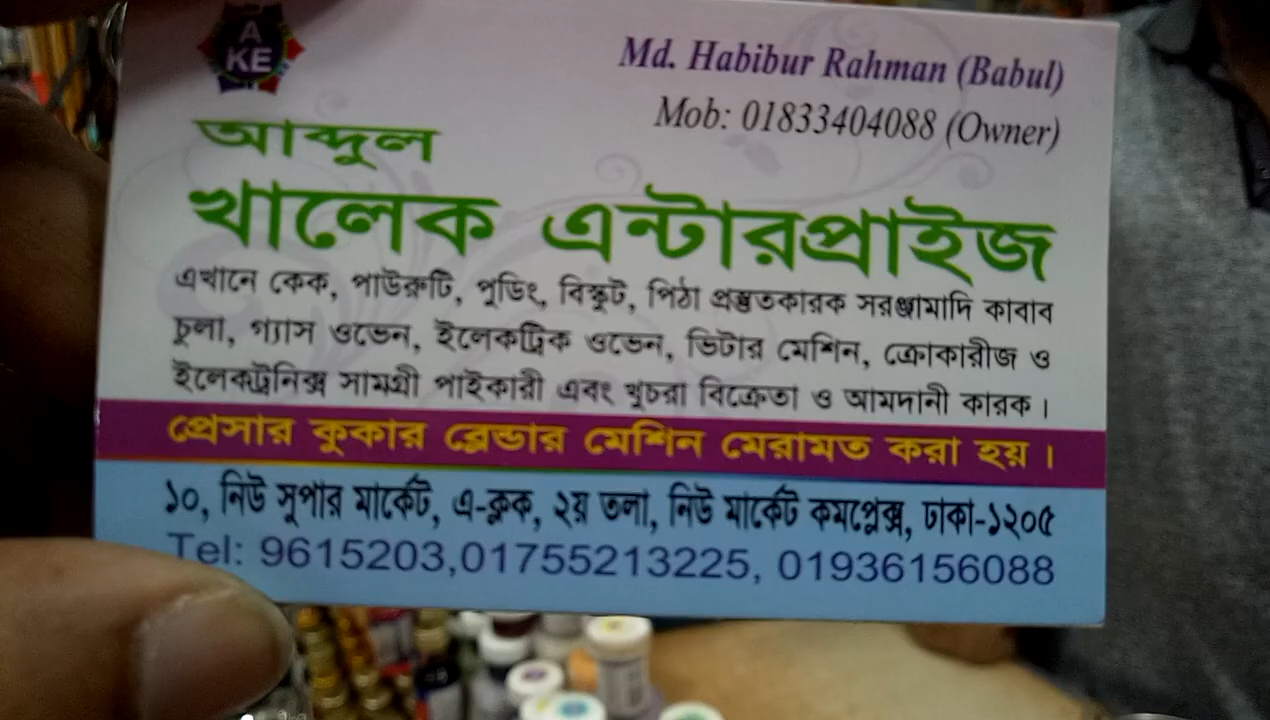 A
KE
Md. Habibur Rahman (Babul)
Mob: 01833404088 (Owner)
আব্দুল
খালেক এন্টারপ্রাইজ
এখানে কেক, পাউরুটি, পুডিং, বিস্কুট, পিঠা প্রস্তুতকারক সরঞ্জামাদি কাবাব
চুলা, গ্যাস ওভেন, ইলেকট্রিক ওভেন, ভিটার মেশিন, ক্রোকারীজ ও
ইলেকট্রনিক্স সামগ্রী পাইকারী এবং খুচরা বিক্রেতা ও আমদানী কারক।
প্রেসার কুকার ব্লেন্ডার মেশিন মেরামত করা হয়।
১০, নিউ সুপার মার্কেট, এ-ব্লক, ২য় তলা, নিউ মার্কেট কমপ্লেক্স, ঢাকা-১২০৫
Tel: 9615203,01755213225, 01936156088